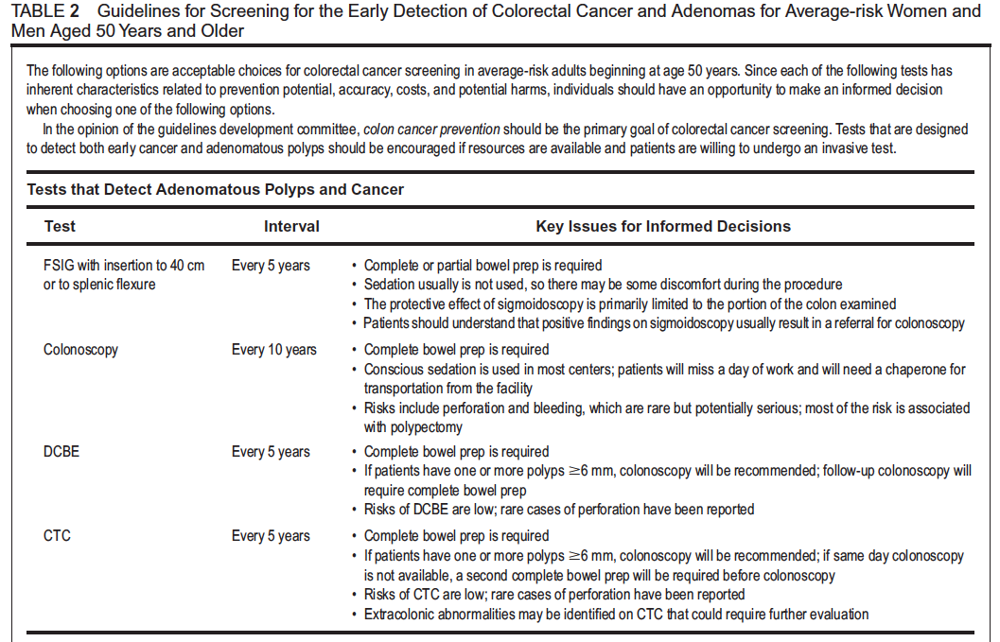 TABLE 2 Guidelines for Screening for the Early Detection of Colorectal Cancer and Adenomas for Average-risk Women and
Men Aged 50 Years and Older
The following options are acceptable choices for colorectal cancer screening in average-risk adults beginning at age 50 years. Since each of the following tests has
inherent characteristics related to prevention potential, accuracy, costs, and potential harms, individuals should have an opportunity to make an informed decision
when choosing one of the following options.
In the opinion of the guidelines development committee, colon cancer prevention should be the primary goal of colorectal cancer screening. Tests that are designed
to detect both early cancer and adenomatous polyps should be encouraged if resources are available and patients are willing to undergo an invasive test.
Tests that Detect Adenomatous Polyps and Cancer
Test Interval Key Issues for Informed Decisions
FSIG with insertion to 40 cm Every 5 years • Complete or partial bowel prep is required
or to splenic flexure • Sedation usually is not used, so there may be some discomfort during the procedure
• The protective effect of sigmoidoscopy is primarily limited to the portion of the colon examined
• Patients should understand that positive findings on sigmoidoscopy usually result in a referral for colonoscopy
Colonoscopy Every 10 years • Complete bowel prep is required
• Conscious sedation is used in most centers; patients will miss a day of work and will need a chaperone for
transportation from the facility
• Risks include perforation and bleeding, which are rare but potentially serious; most of the risk is associated
with polypectomy
DCBE Every 5 years • Complete bowel prep is required
• If patients have one or more polyps ≥6 mm, colonoscopy will be recommended; follow-up colonoscopy will
require complete bowel prep
• Risks of DCBE are low; rare cases of perforation have been reported
CTC Every 5 years • Complete bowel prep is required
• If patients have one or more polyps ≥6 mm, colonoscopy will be recommended; if same day colonoscopy
is not available, a second complete bowel prep will be required before colonoscopy
• Risks of CTC are low; rare cases of perforation have been reported
• Extracolonic abnormalities may be identified on CTC that could require further evaluation